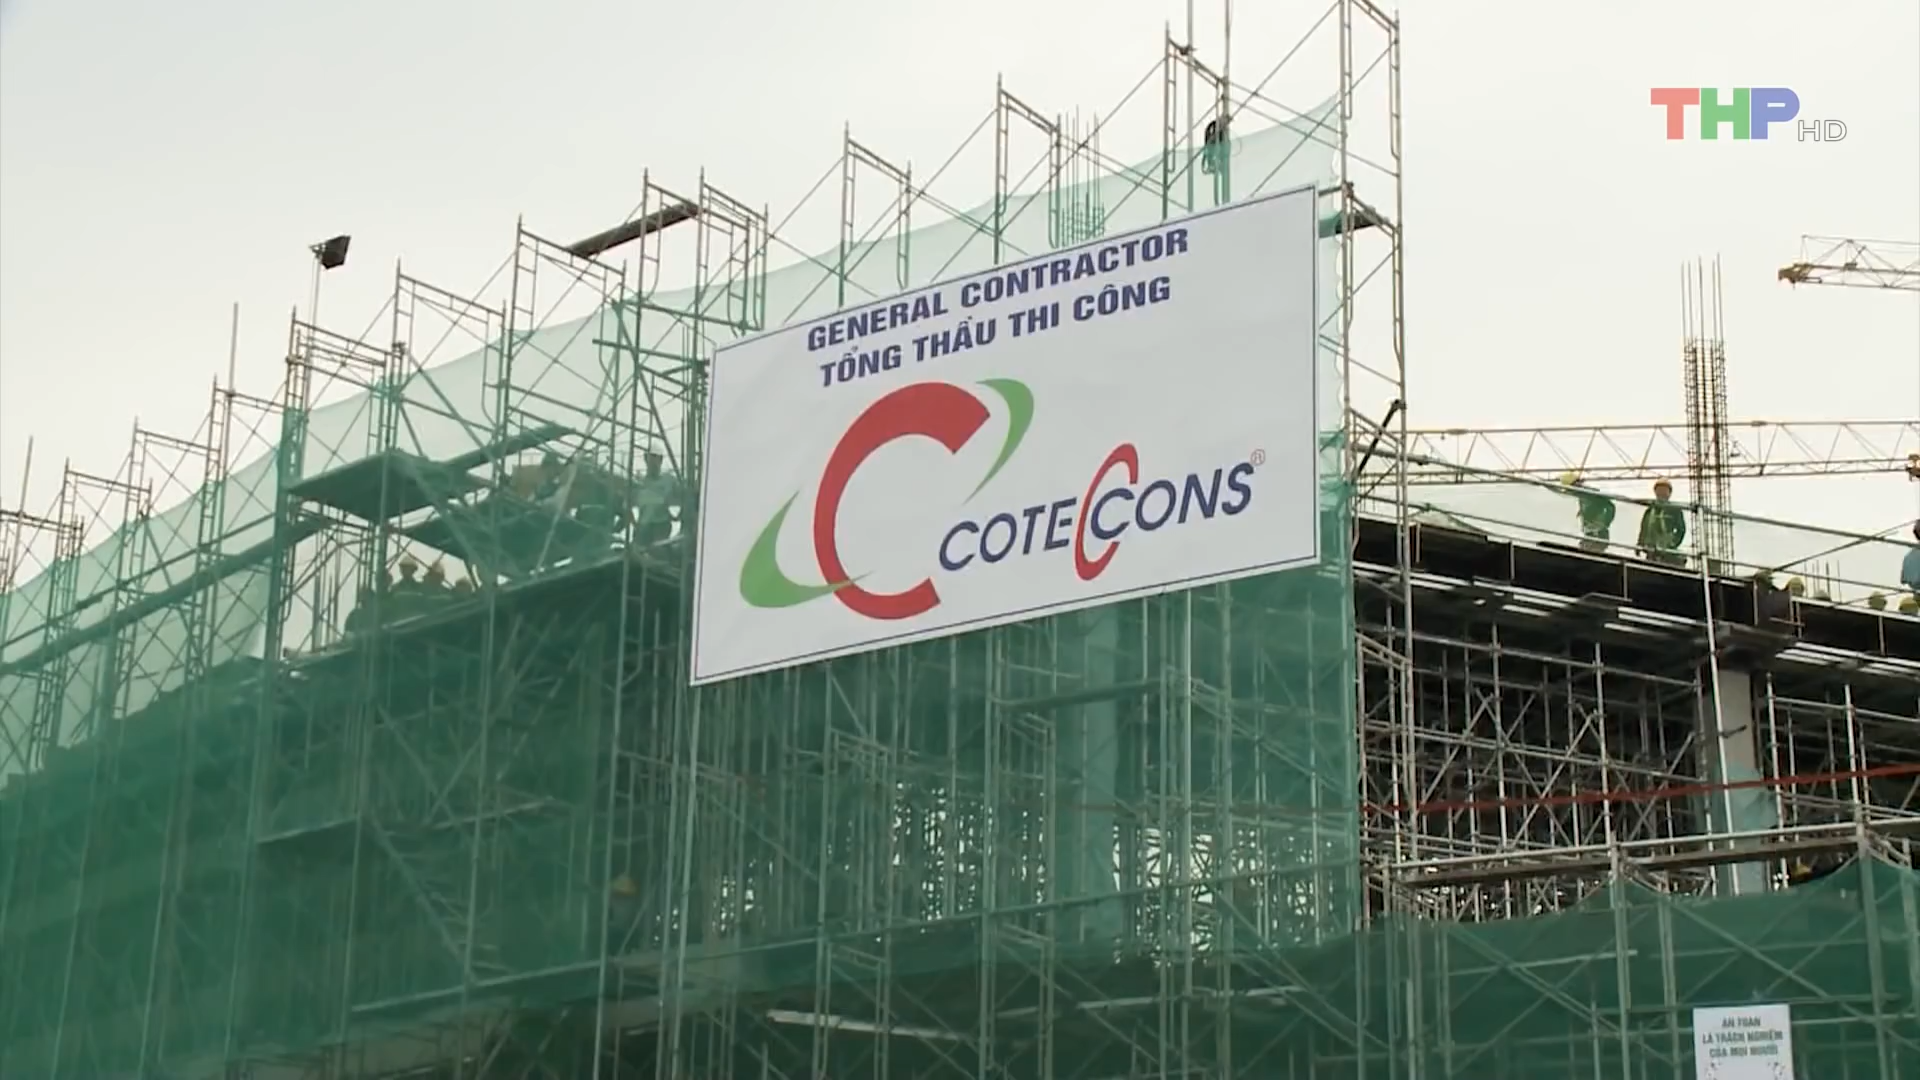 THP HD
GENERAL CONTRACTOR
TỔNG THẦU THI CÔNG
COTECCONS®
AN TOÀN
LÀ TRÁCH NHIỆM
CỦA MỌI NGƯỜI